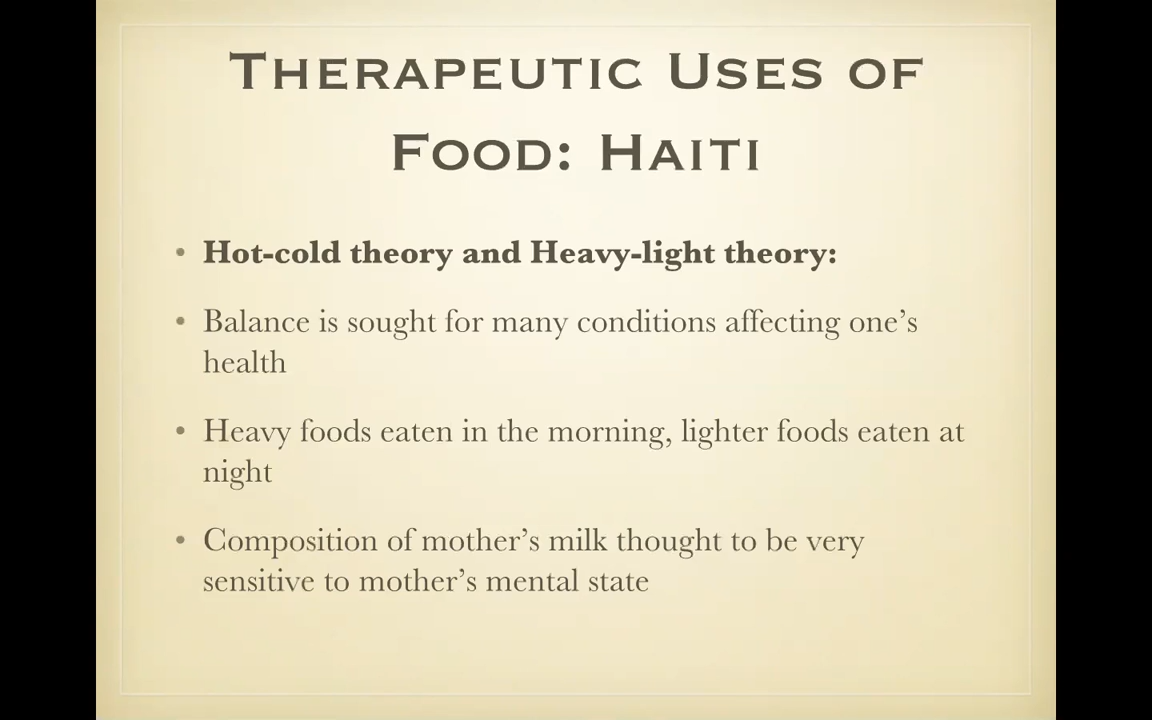 Therapeutic Uses of
Food: Haiti
• Hot-cold theory and Heavy-light theory:
• Balance is sought for many conditions affecting one’s
health
• Heavy foods eaten in the morning, lighter foods eaten at
night
• Composition of mother’s milk thought to be very
sensitive to mother’s mental state